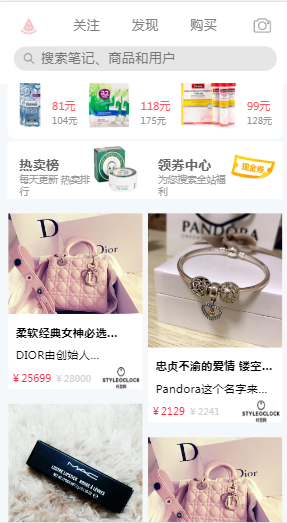 关注 发现 购买
搜索笔记、商品和用户
81元
104元
118元
175元
99元
128元
a2
热卖榜
每天更新 热卖排行
领券中心
为您搜索全站福利
现金券
Dior
柔软经典女神必选...
DIOR由创始人...
¥ 25699 ¥ 28000
STYLEOCLOCK
PANDORA
忠贞不渝的爱情 镂空...
Pandora这个名字来...
¥ 2129 ¥ 2241
STYLEOCLOCK
MAC
Dior